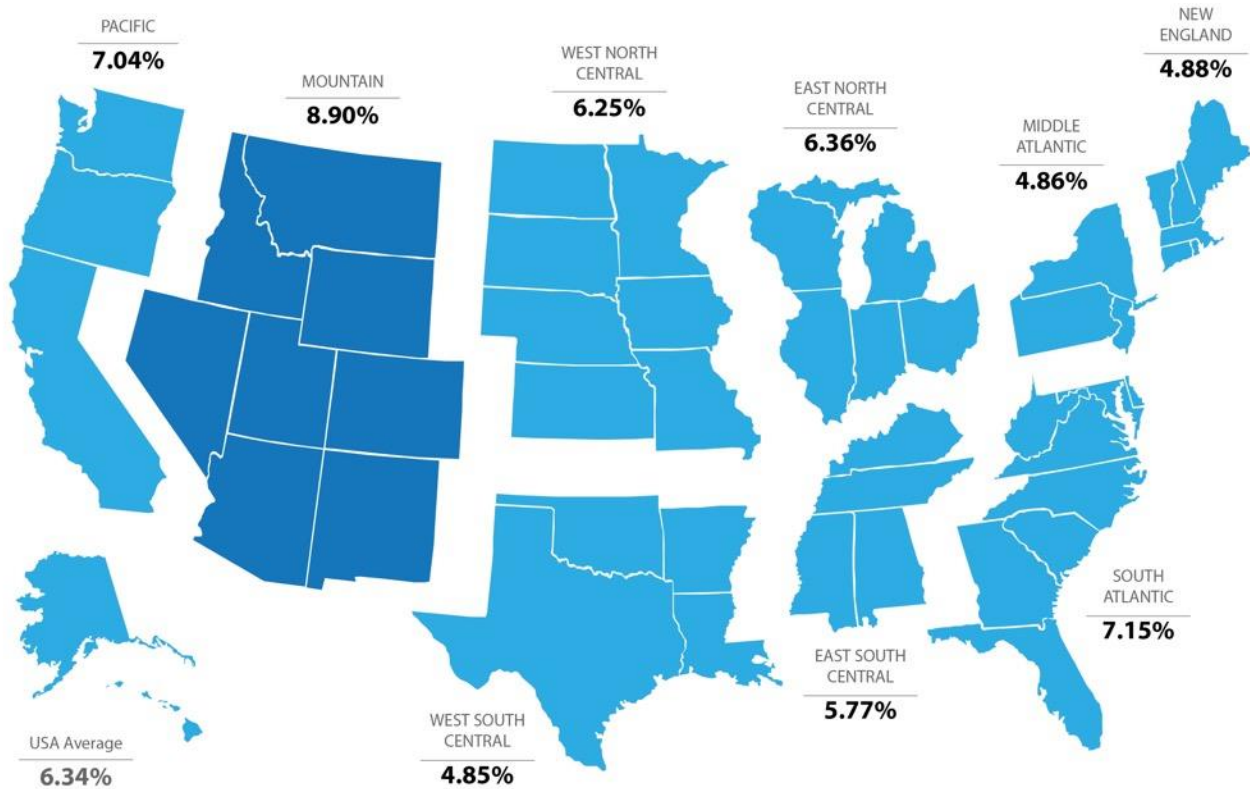 PACIFIC
7.04%
MOUNTAIN
8.90%
WEST NORTH
CENTRAL
6.25%
EAST NORTH
CENTRAL
6.36%
MIDDLE
ATLANTIC
4.86%
NEW
ENGLAND
4.88%
SOUTH
ATLANTIC
7.15%
EAST SOUTH
CENTRAL
5.77%
WEST SOUTH
CENTRAL
4.85%
USA Average
6.34%